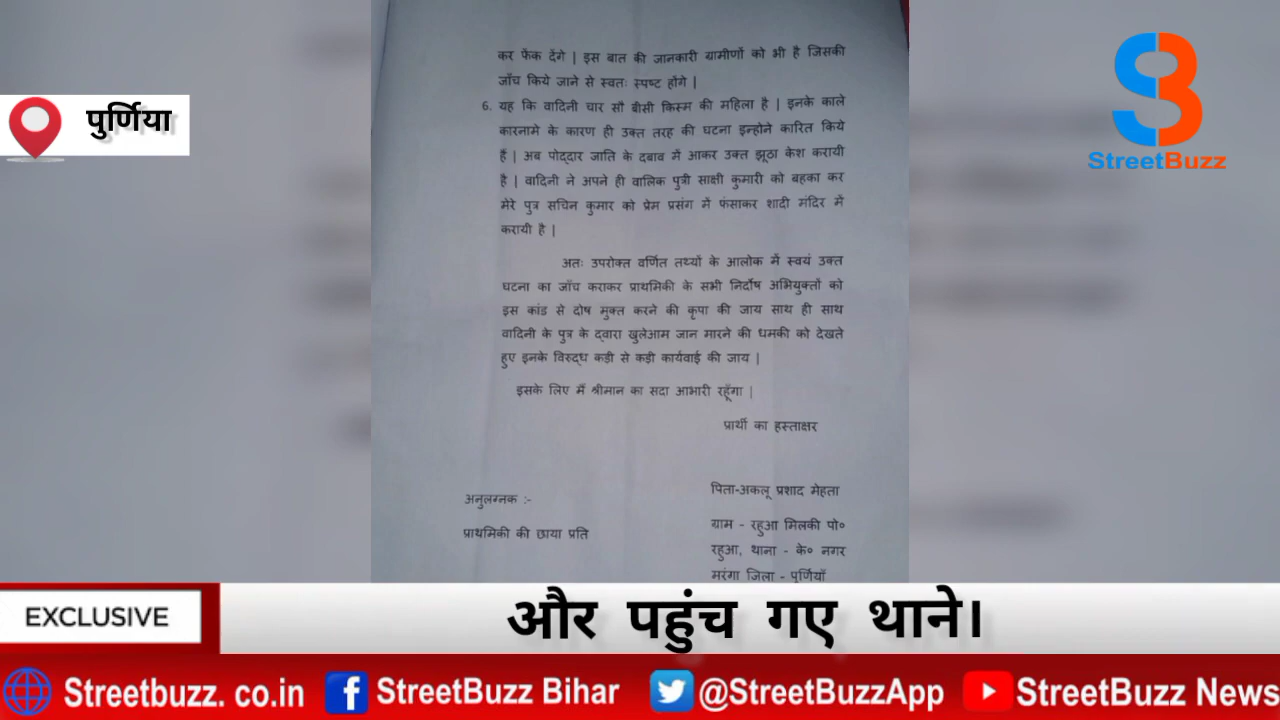 कर फेंक देंगे | इस बात की जानकारी ग्रामीणों को भी है जिसकी
जाँच किये जाने से स्वतः स्पष्ट होंगे |
6. यह कि वादिनी चार सौ बीसी किस्म की महिला है | इनके काले
कारनामे के कारण ही उक्त तरह की घटना इन्होने कारित किये
हैं | अब पोद्दार जाति के दबाव में आकर उक्त झूठा केश करायी
है | वादिनी ने अपने ही वालिक पुत्री साक्षी कुमारी को बहका कर
मेरे पुत्र सचिन कुमार को प्रेम प्रसंग में फंसाकर शादी मंदिर में
करायी है |
अतः उपरोक्त वर्णित तथ्यों के आलोक में स्वयं उक्त
घटना का जाँच कराकर प्राथमिकी के सभी निर्दोष अभियुक्तों को
इस कांड से दोष मुक्त करने की कृपा की जाय साथ ही साथ
वादिनी के पुत्र के द्वारा खुलेआम जान मारने की धमकी को देखते
हुए इनके विरुद्ध कड़ी से कड़ी कार्यवाई की जाय |
इसके लिए मैं श्रीमान का सदा आभारी रहूँगा |
प्रार्थी का हस्ताक्षर
पिता-अकलू प्रशाद मेहता
अनुलग्नक :-
ग्राम - रहुआ मिलकी पो०
प्राथमिकी की छाया प्रति
रहुआ, थाना - के० नगर
मरंगा जिला - पूर्णियाँ
पुर्णिया
StreetBuzz
EXCLUSIVE
और पहुंच गए थाने।
Streetbuzz. co.in
StreetBuzz Bihar
@StreetBuzzApp
StreetBuzz News